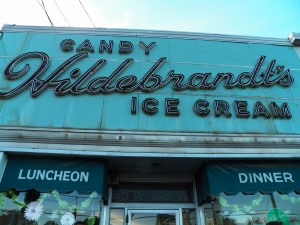 CANDY
Hildebrandt's
ICE CREAM
LUNCHEON
DINNER